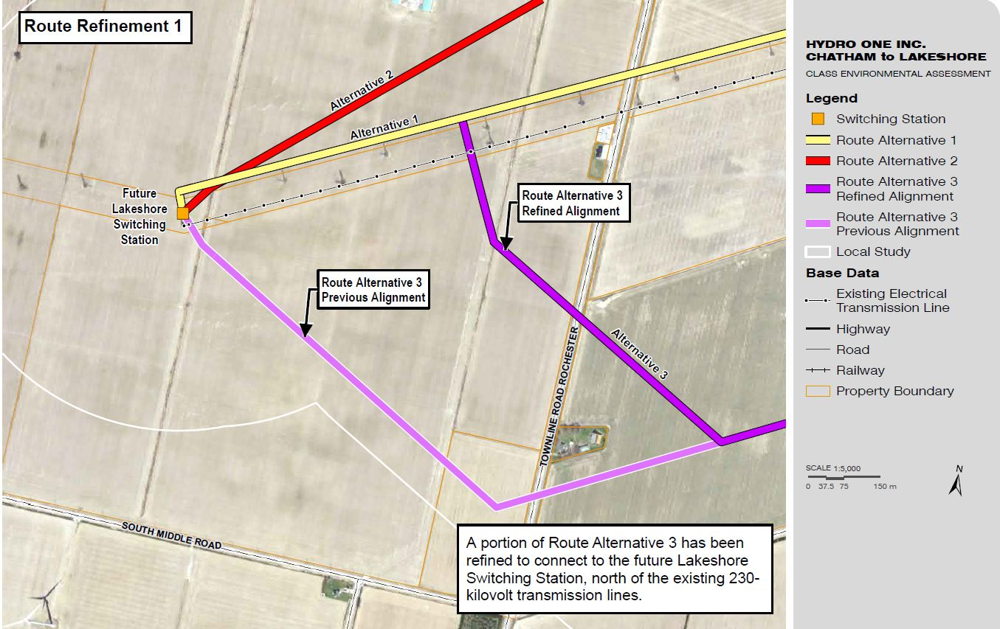 Route Refinement 1
Alternative 2
Alternative 1
Future
Lakeshore
Switching
Station
Route Alternative 3
Refined Alignment
Route Alternative 3
Previous Alignment
Alternative 3
TOWNLINE ROAD ROCHESTER
SOUTH MIDDLE ROAD
A portion of Route Alternative 3 has been
refined to connect to the future Lakeshore
Switching Station, north of the existing 230-
kilovolt transmission lines.
HYDRO ONE INC.
CHATHAM to LAKESHORE
CLASS ENVIRONMENTAL ASSESSMENT
Legend
Switching Station
Route Alternative 1
Route Alternative 2
Route Alternative 3
Refined Alignment
Route Alternative 3
Previous Alignment
Local Study
Base Data
Existing Electrical
Transmission Line
Highway
Road
Railway
Property Boundary
SCALE 1:5,000
0 37.5 75 150 m
N